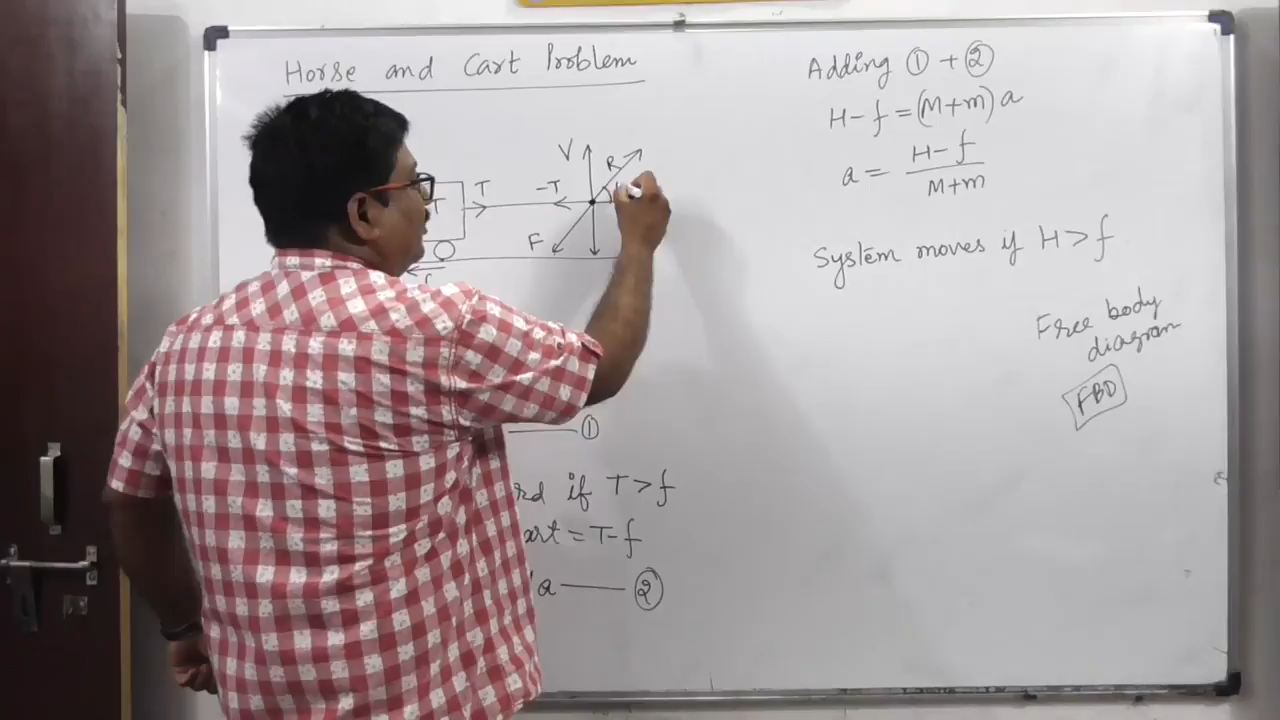 Horse and Cart Problem
V
R
T
T
-T
F
f
①
rd if T>f
art = T-f
a ②
Adding ① + ②
H-f=(M+m)a
a = H-f / M+m
System moves if H>f
Free body
diagram
FBD